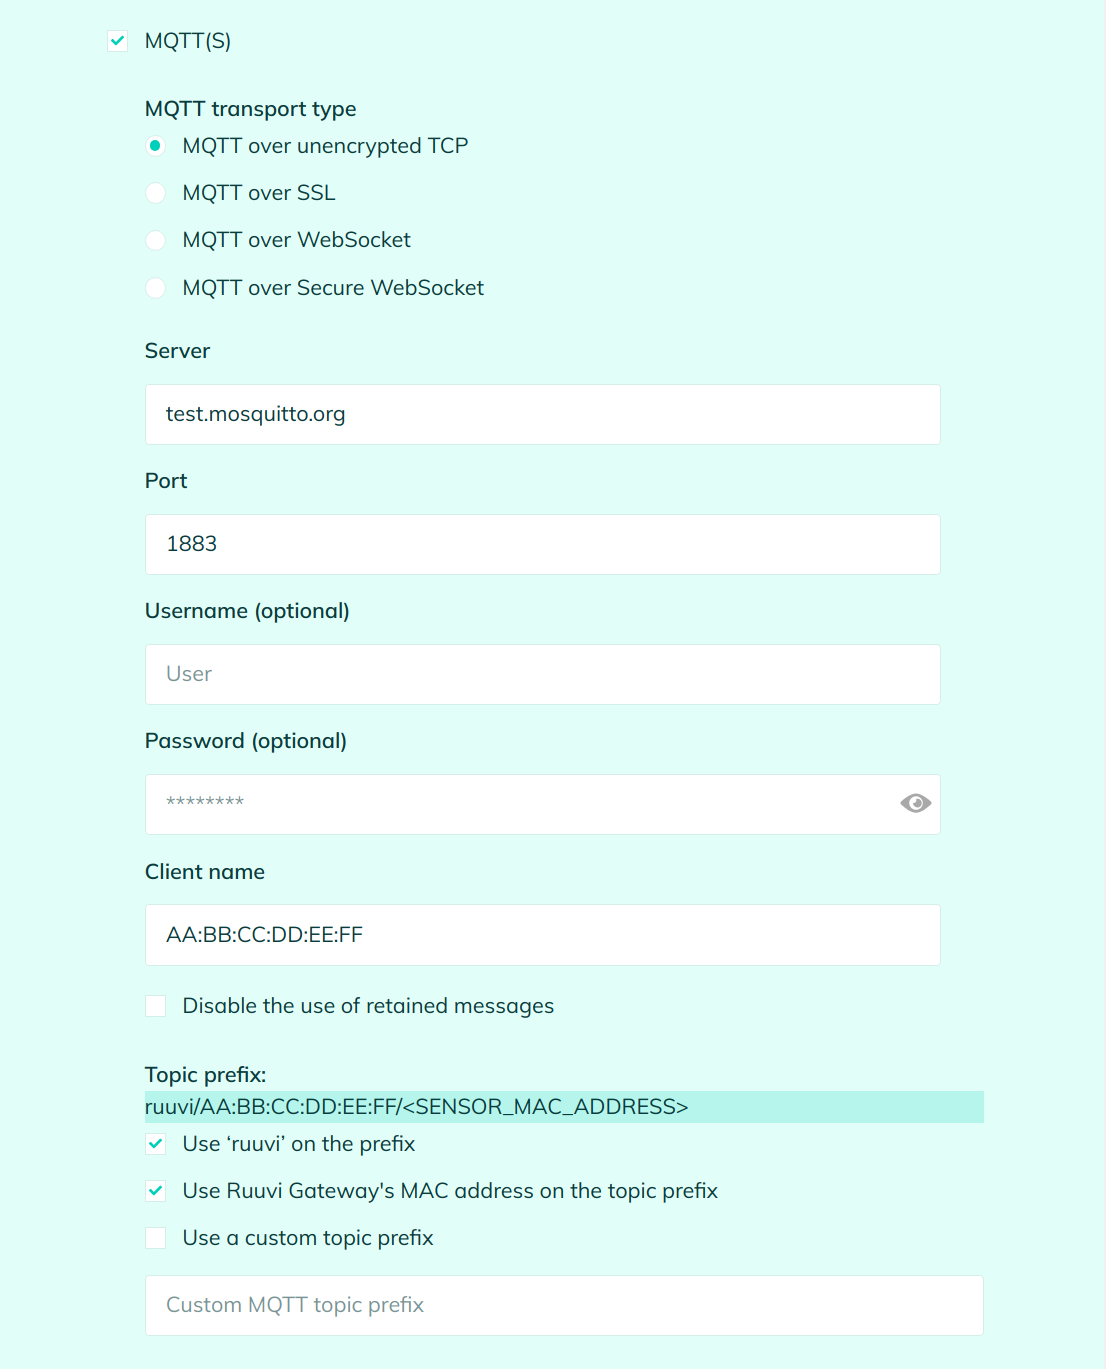 MQTT(S)
MQTT transport type
MQTT over unencrypted TCP
MQTT over SSL
MQTT over WebSocket
MQTT over Secure WebSocket
Server
test.mosquitto.org
Port
1883
Username (optional)
User
Password (optional)
********
Client name
AA:BB:CC:DD:EE:FF
Disable the use of retained messages
Topic prefix:
ruuvi/AA:BB:CC:DD:EE:FF/<SENSOR_MAC_ADDRESS>
Use ‘ruuvi’ on the prefix
Use Ruuvi Gateway's MAC address on the topic prefix
Use a custom topic prefix
Custom MQTT topic prefix